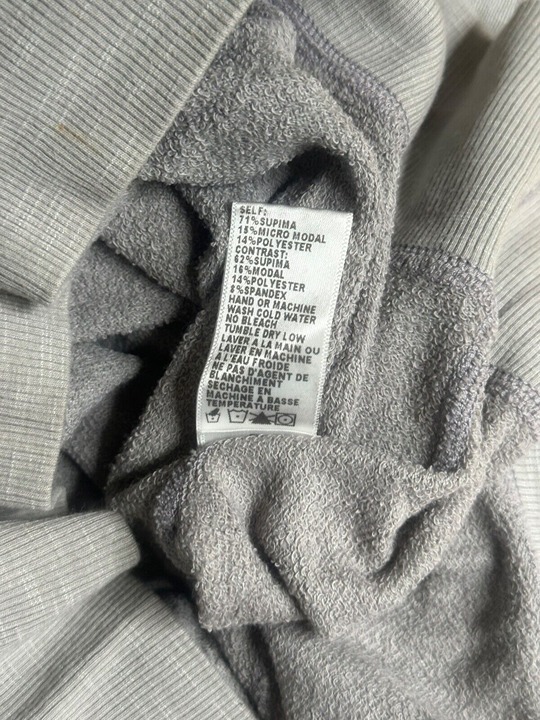 SELF:
71%SUPIMA
15%MICRO MODAL
14%POLYESTER
CONTRAST:
62%SUPIMA
16%MODAL
14%POLYESTER
8%SPANDEX
HAND OR MACHINE
WASH COLD WATER
NO BLEACH
TUMBLE DRY LOW
LAVER A LA MAIN OU
LAVER EN MACHINE
A L'EAU FROIDE
NE PAS D'AGENT DE
BLANCHIMENT
SECHAGE EN
MACHINE A BASSE
TEMPERATURE